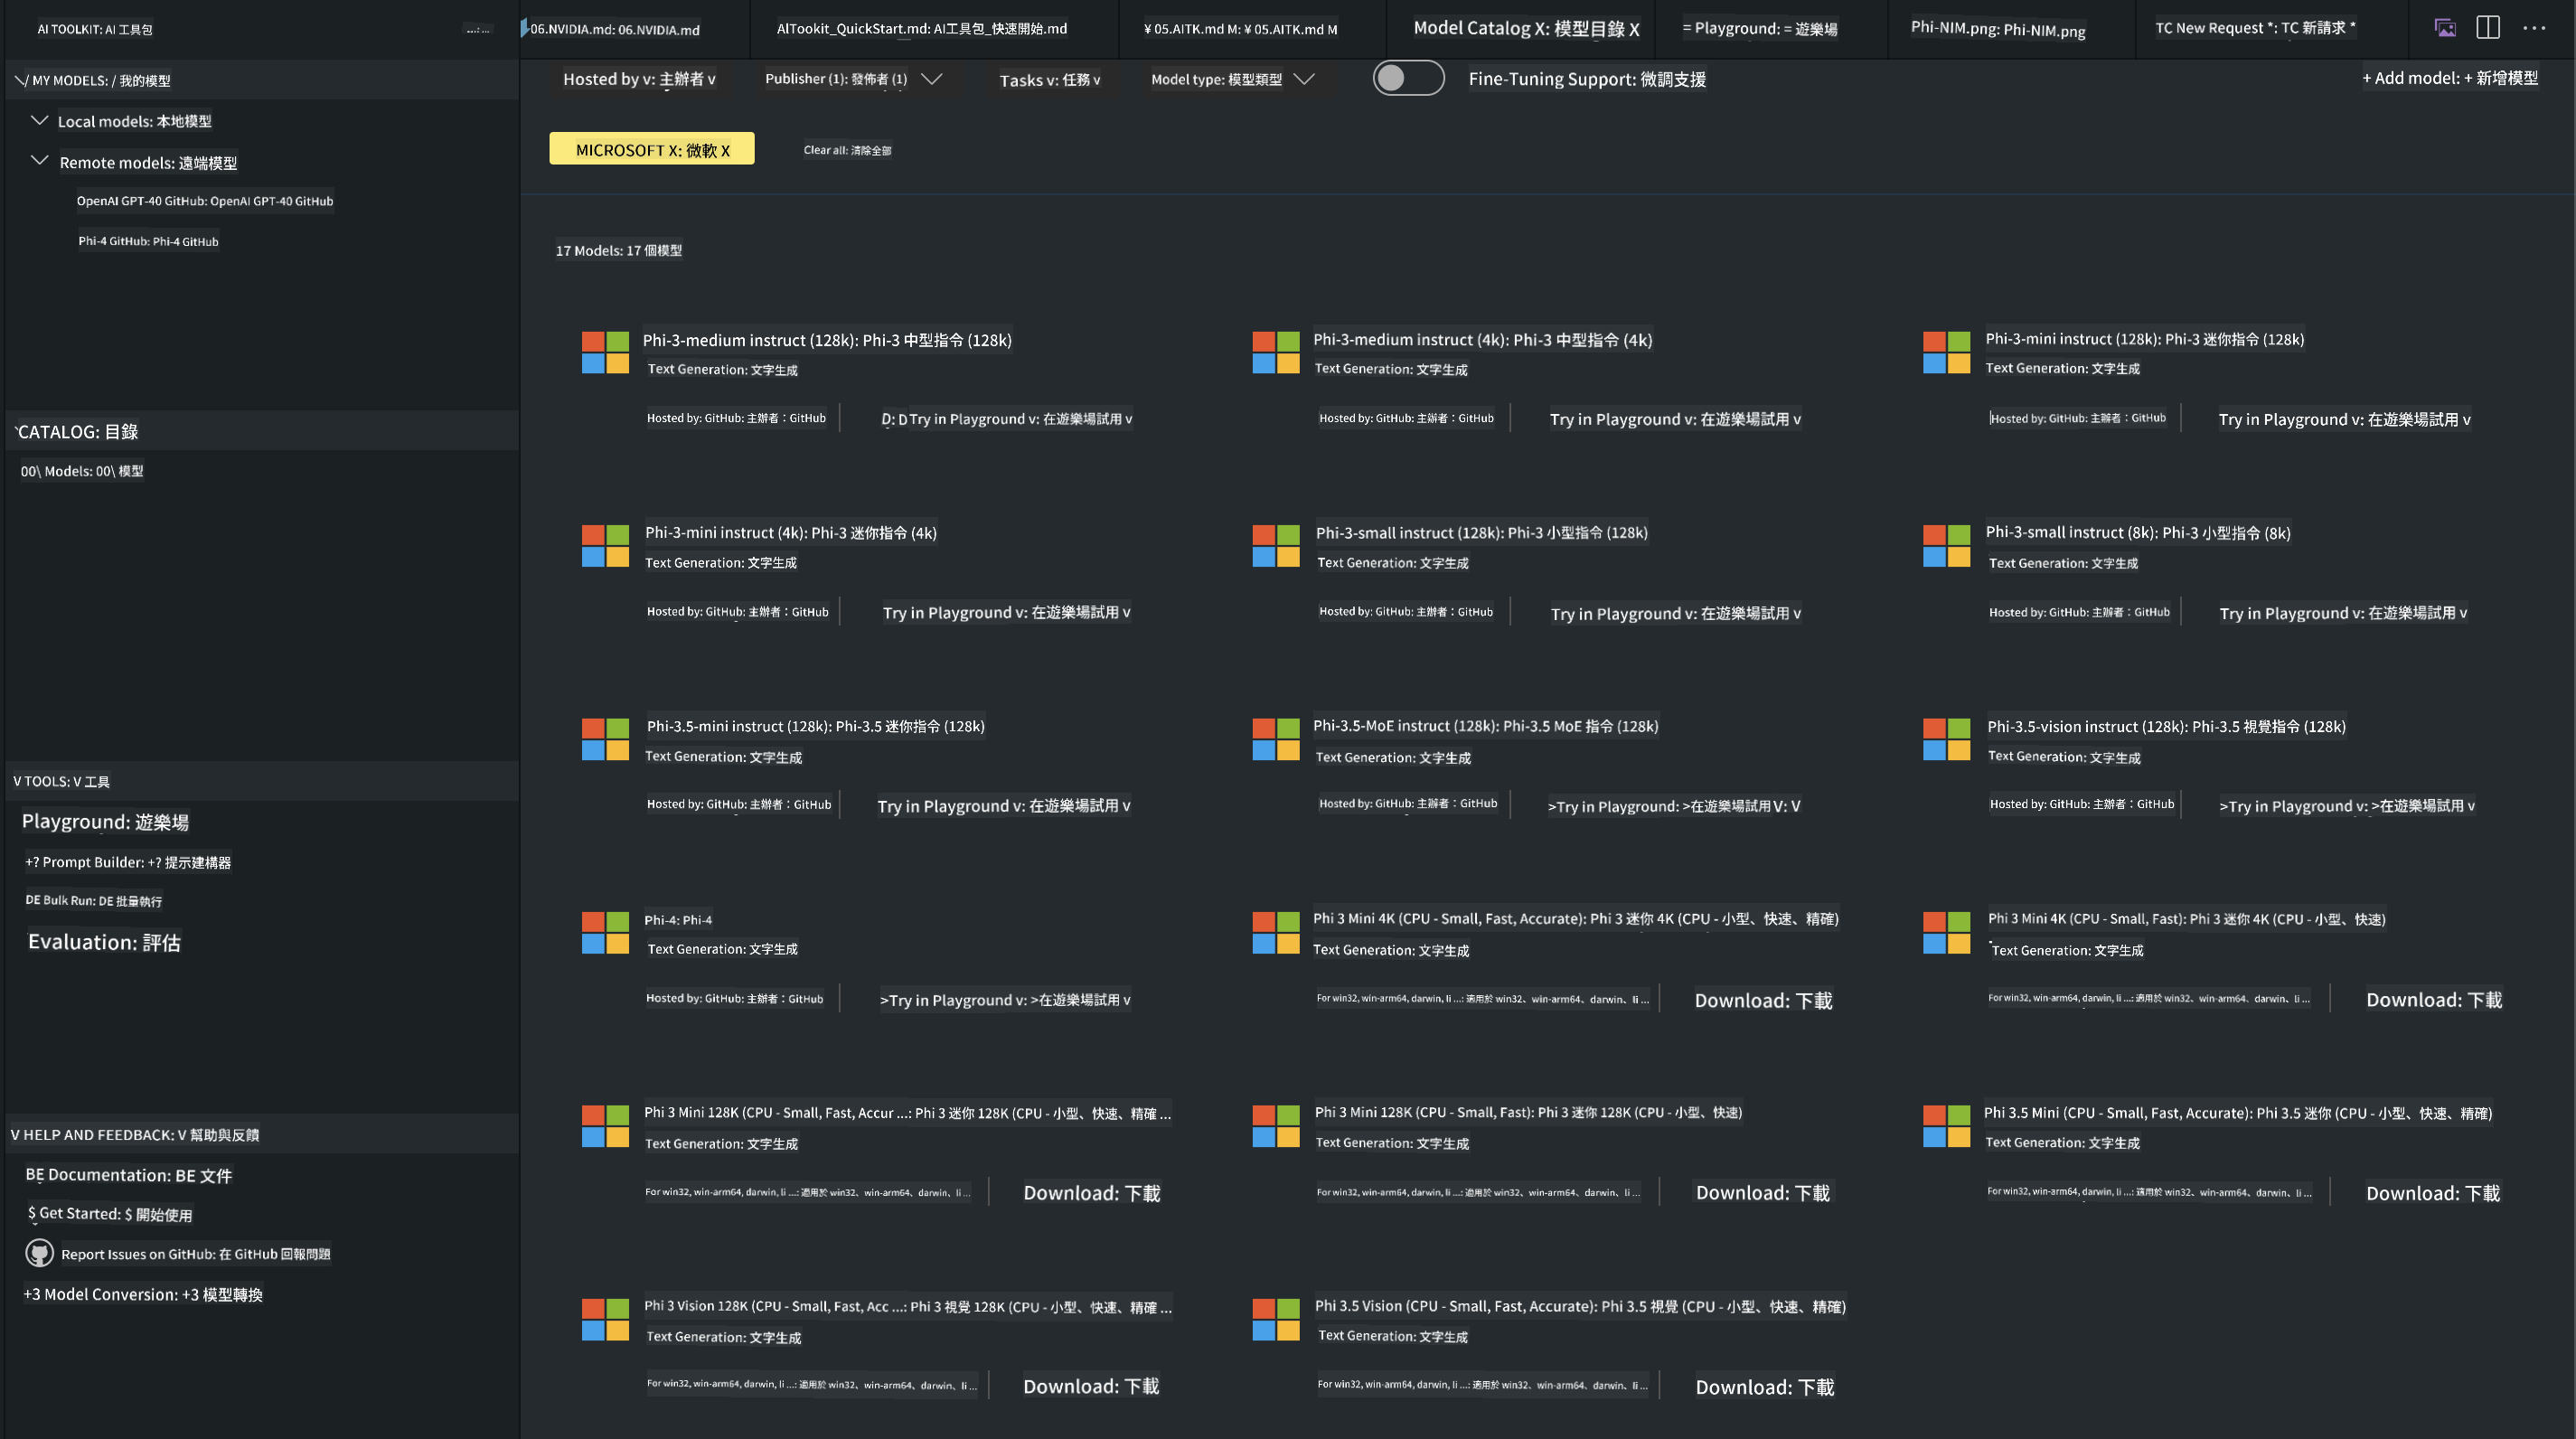 AI TOOLKIT: AI 工具包
...: ...
06.NVIDIA.md: 06.NVIDIA.md
AlTookit_QuickStart.md: AI工具包_快速開始.md
¥ 05.AITK.md M: ¥ 05.AITK.md M
Model Catalog X: 模型目錄 X
= Playground: = 遊樂場
Phi-NIM.png: Phi-NIM.png
TC New Request *: TC 新請求 *
\/ MY MODELS: / 我的模型
Local models: 本地模型
Remote models: 遠端模型
OpenAI GPT-40 GitHub: OpenAI GPT-40 GitHub
Phi-4 GitHub: Phi-4 GitHub
`CATALOG: 目錄
00\ Models: 00\ 模型
V TOOLS: V 工具
Playground: 遊樂場
+? Prompt Builder: +? 提示建構器
DE Bulk Run: DE 批量執行
Evaluation: 評估
V HELP AND FEEDBACK: V 幫助與反饋
BE Documentation: BE 文件
$ Get Started: $ 開始使用
Report Issues on GitHub: 在 GitHub 回報問題
+3 Model Conversion: +3 模型轉換
Hosted by v: 主辦者 v
Publisher (1): 發佈者 (1)
Tasks v: 任務 v
Model type: 模型類型
Fine-Tuning Support: 微調支援
+ Add model: + 新增模型
MICROSOFT X: 微軟 X
Clear all: 清除全部
17 Models: 17 個模型
Phi-3-medium instruct (128k): Phi-3 中型指令 (128k)
Text Generation: 文字生成
Hosted by: GitHub: 主辦者：GitHub
D: D Try in Playground v: 在遊樂場試用 v
Phi-3-medium instruct (4k): Phi-3 中型指令 (4k)
Text Generation: 文字生成
Hosted by: GitHub: 主辦者：GitHub
Try in Playground v: 在遊樂場試用 v
Phi-3-mini instruct (128k): Phi-3 迷你指令 (128k)
Text Generation: 文字生成
Hosted by: GitHub: 主辦者：GitHub
Try in Playground v: 在遊樂場試用 v
Phi-3-mini instruct (4k): Phi-3 迷你指令 (4k)
Text Generation: 文字生成
Hosted by: GitHub: 主辦者：GitHub
Try in Playground v: 在遊樂場試用 v
Phi-3-small instruct (128k): Phi-3 小型指令 (128k)
Text Generation: 文字生成
Hosted by: GitHub: 主辦者：GitHub
Try in Playground v: 在遊樂場試用 v
Phi-3-small instruct (8k): Phi-3 小型指令 (8k)
Text Generation: 文字生成
Hosted by: GitHub: 主辦者：GitHub
Try in Playground v: 在遊樂場試用 v
Phi-3.5-mini instruct (128k): Phi-3.5 迷你指令 (128k)
Text Generation: 文字生成
Hosted by: GitHub: 主辦者：GitHub
Try in Playground v: 在遊樂場試用 v
Phi-3.5-MoE instruct (128k): Phi-3.5 MoE 指令 (128k)
Text Generation: 文字生成
Hosted by: GitHub: 主辦者：GitHub
>Try in Playground: >在遊樂場試用 V: V
Phi-3.5-vision instruct (128k): Phi-3.5 視覺指令 (128k)
Text Generation: 文字生成
Hosted by: GitHub: 主辦者：GitHub
>Try in Playground v: >在遊樂場試用 v
Phi-4: Phi-4
Text Generation: 文字生成
Hosted by: GitHub: 主辦者：GitHub
>Try in Playground v: >在遊樂場試用 v
Phi 3 Mini 4K (CPU - Small, Fast, Accurate): Phi 3 迷你 4K (CPU - 小型、快速、精確)
Text Generation: 文字生成
For win32, win-arm64, darwin, li ...: 適用於 win32、win-arm64、darwin、li ...
Download: 下載
Phi 3 Mini 4K (CPU - Small, Fast): Phi 3 迷你 4K (CPU - 小型、快速)
Text Generation: 文字生成
For win32, win-arm64, darwin, li ...: 適用於 win32、win-arm64、darwin、li ...
Download: 下載
Phi 3 Mini 128K (CPU - Small, Fast, Accur ...: Phi 3 迷你 128K (CPU - 小型、快速、精確 ...
Text Generation: 文字生成
For win32, win-arm64, darwin, li ...: 適用於 win32、win-arm64、darwin、li ...
Download: 下載
Phi 3 Mini 128K (CPU - Small, Fast): Phi 3 迷你 128K (CPU - 小型、快速)
Text Generation: 文字生成
For win32, win-arm64, darwin, li ...: 適用於 win32、win-arm64、darwin、li ...
Download: 下載
Phi 3.5 Mini (CPU - Small, Fast, Accurate): Phi 3.5 迷你 (CPU - 小型、快速、精確)
Text Generation: 文字生成
For win32, win-arm64, darwin, li ...: 適用於 win32、win-arm64、darwin、li ...
Download: 下載
Phi 3 Vision 128K (CPU - Small, Fast, Acc ...: Phi 3 視覺 128K (CPU - 小型、快速、精確 ...
Text Generation: 文字生成
For win32, win-arm64, darwin, li ...: 適用於 win32、win-arm64、darwin、li ...
Download: 下載
Phi 3.5 Vision (CPU - Small, Fast, Accurate): Phi 3.5 視覺 (CPU - 小型、快速、精確)
Text Generation: 文字生成
For win32, win-arm64, darwin, li ...: 適用於 win32、win-arm64、darwin、li ...
Download: 下載